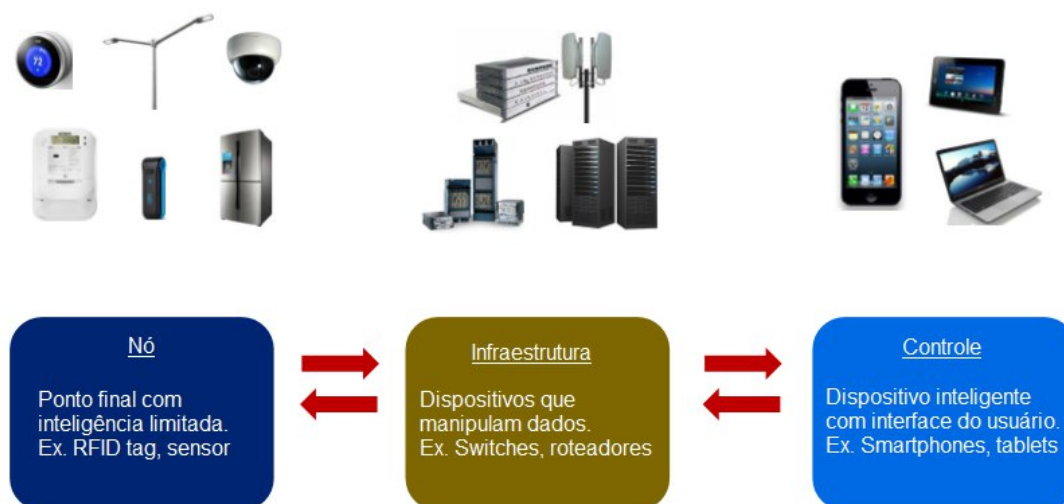 72
Nó
Ponto final com
inteligência limitada.
Ex. RFID tag, sensor
Infraestrutura
Dispositivos que
manipulam dados.
Ex. Switches, roteadores
Controle
Dispositivo inteligente
com interface do usuário.
Ex. Smartphones, tablets